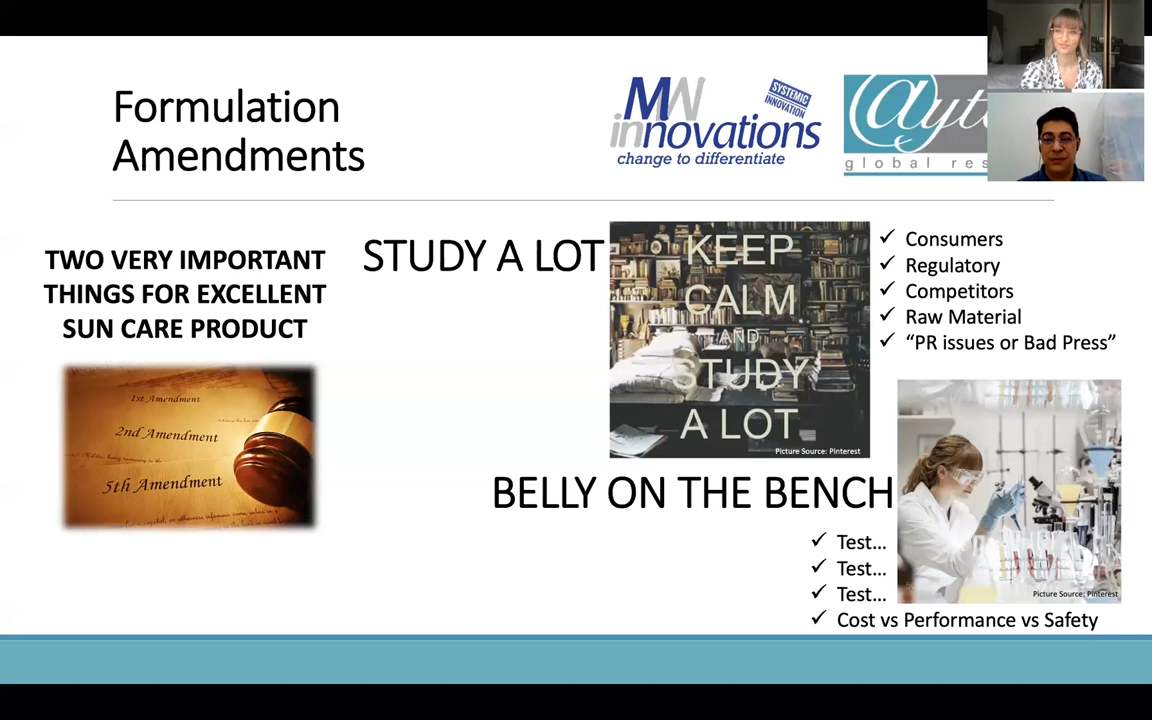 Formulation
Amendments
MW
innovations
change to differentiate
SYSTEMIC
INNOVATION
global
TWO VERY IMPORTANT
THINGS FOR EXCELLENT
SUN CARE PRODUCT
1st Amendment
2nd Amendment
5th Amendment
STUDY A LOT
KEEP
CALM
AND
STUDY
A LOT
Picture Source: Pinterest
✓ Consumers
✓ Regulatory
✓ Competitors
✓ Raw Material
✓ “PR issues or Bad Press”
BELLY ON THE BENCH
✓ Test...
✓ Test...
✓ Test...
✓ Cost vs Performance vs Safety
Picture Source: Pinterest